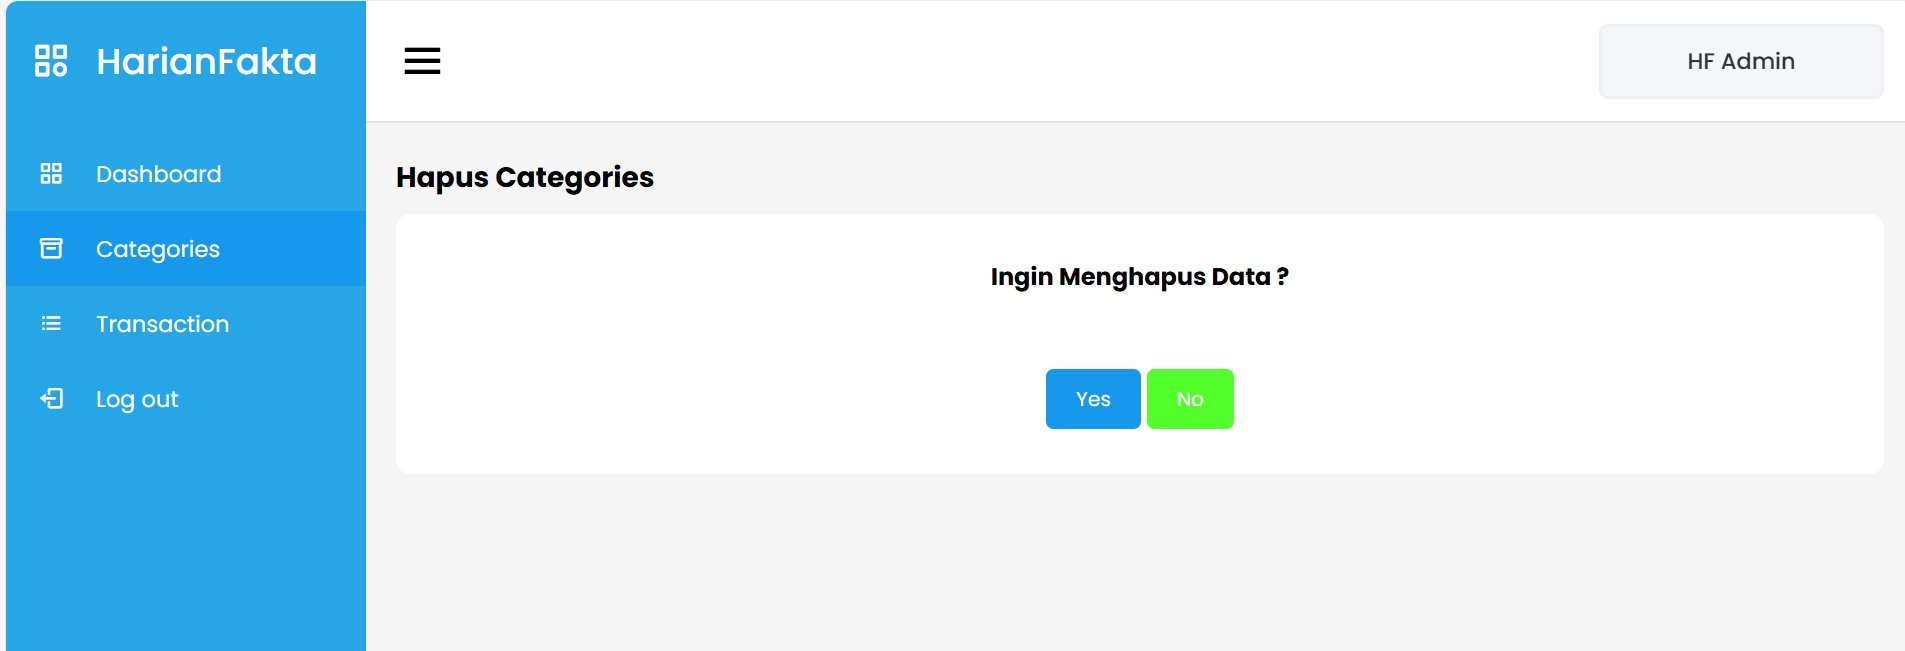 HarianFakta
HF Admin
Dashboard
Categories
Transaction
Log out
Hapus Categories
Ingin Menghapus Data ?
Yes No